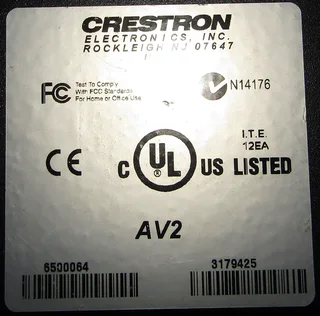 CRESTRON
ELECTRONICS, INC.
ROCKLEIGH NJ 07647
FC Test To Comply
With FCC Standards
For Home or Office Use
N14176
I.T.E.
12EA
CE
C UL ® US LISTED
AV2
6500064
3179425